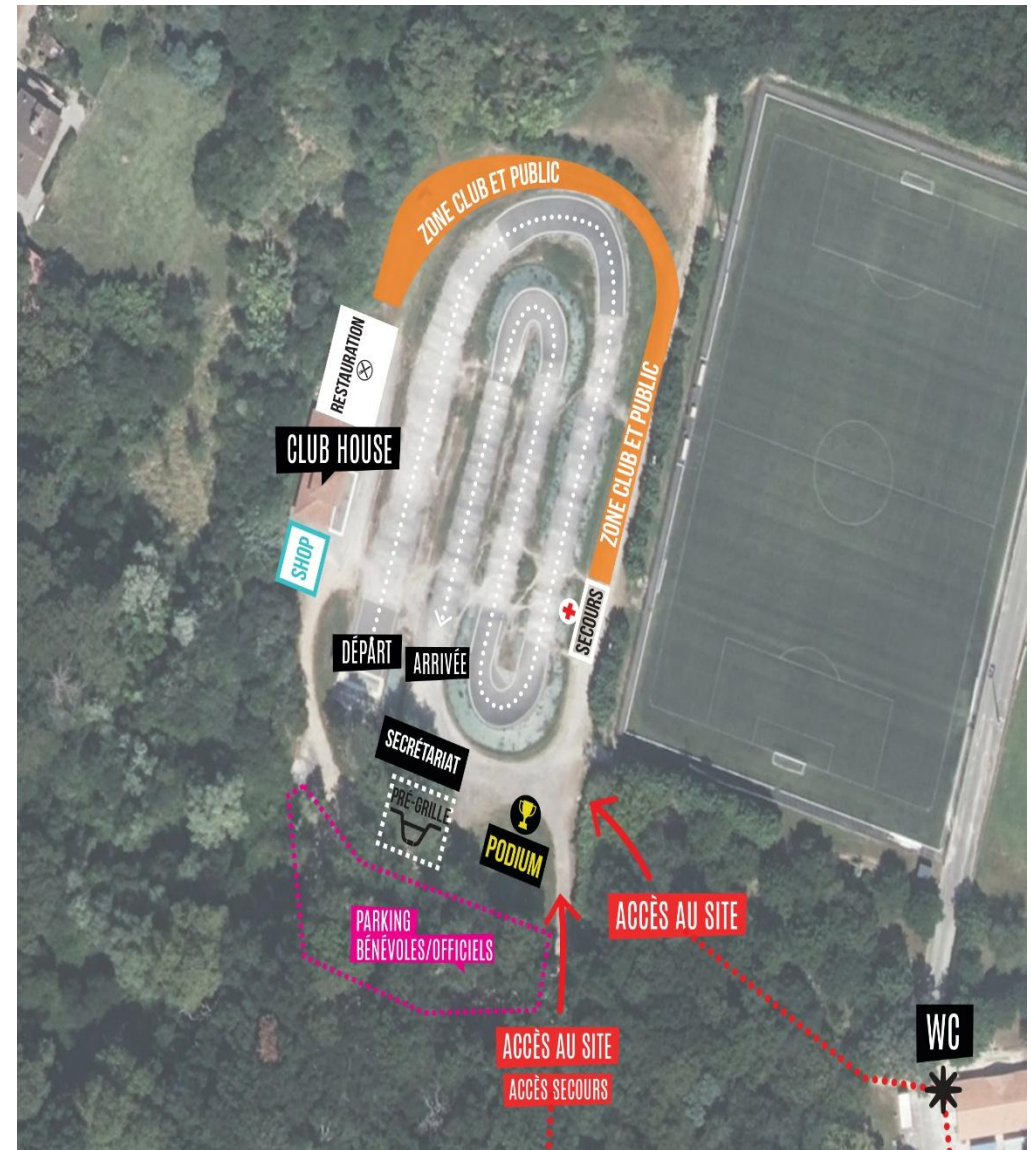 ZONE CLUB ET PUBLIC
RESTAURATION
CLUB HOUSE
ZONE CLUB ET PUBLIC
SHOP
SECOURS
DÉPÂRT
ARRIVÉE
SECRÉTARIAT
PRÉ-GRILLE
PODIUM
ACCÈS AU SITE
PARKING
BÉNÉVOLES/OFFICIELS
WC
ACCÈS AU SITE
ACCÈS SECOURS